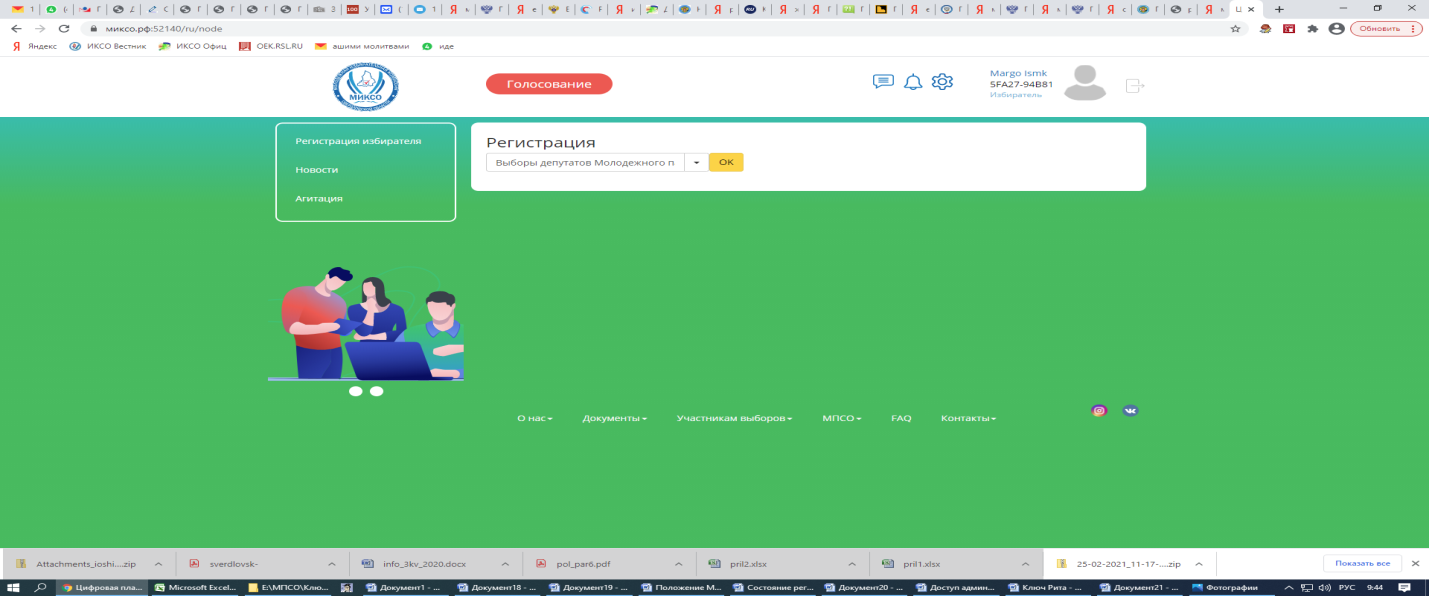 миксо.рф:52140/ru/node
Обновить
Яндекс
ИКСО Вестник
ИКСО Офиц
OEK.RSL.RU
ашими молитвами
иде
МИКСО
Голосование
Margo Ismk
5FA27-94B81
Избиратель
Регистрация избирателя
Новости
Агитация
Регистрация
Выборы депутатов Молодежного п
ОК
О нас
Документы
Участникам выборов
МПСО
FAQ
Контакты
Attachments_ioshi....zip
sverdlovsk-
info_3kv_2020.docx
pol_par6.pdf
pril2.xlsx
pril1.xlsx
25-02-2021_11-17-....zip
Показать все
Цифровая пла...
Microsoft Excel...
E:\МПСО\Клю...
Документ1 - ...
Документ18 - ...
Документ19 - ...
Положение М...
Состояние рег...
Документ20 - ...
Доступ админ...
Ключ Рита - ...
Документ21 - ...
Фотографии
РУС
9:44